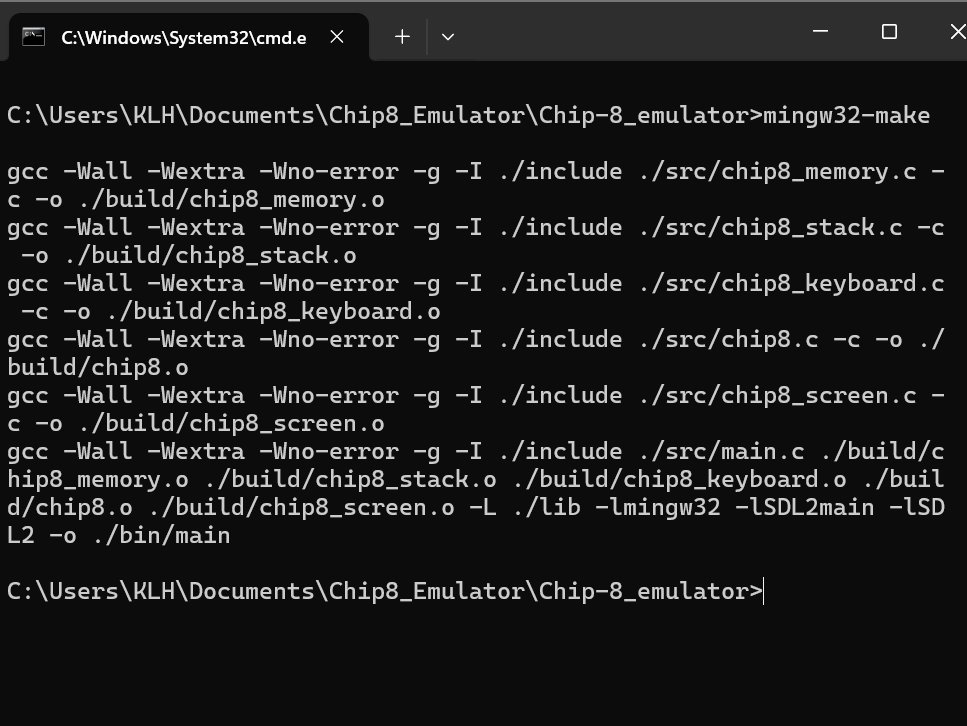 C:\Windows\System32\cmd.e
C:\Users\KLH\Documents\Chip8_Emulator\Chip-8_emulator>mingw32-make
gcc -Wall -Wextra -Wno-error -g -I ./include ./src/chip8_memory.c -
c -o ./build/chip8_memory.o
gcc -Wall -Wextra -Wno-error -g -I ./include ./src/chip8_stack.c -c
 -o ./build/chip8_stack.o
gcc -Wall -Wextra -Wno-error -g -I ./include ./src/chip8_keyboard.c
 -c -o ./build/chip8_keyboard.o
gcc -Wall -Wextra -Wno-error -g -I ./include ./src/chip8.c -c -o ./
build/chip8.o
gcc -Wall -Wextra -Wno-error -g -I ./include ./src/chip8_screen.c -
c -o ./build/chip8_screen.o
gcc -Wall -Wextra -Wno-error -g -I ./include ./src/main.c ./build/c
hip8_memory.o ./build/chip8_stack.o ./build/chip8_keyboard.o ./buil
d/chip8.o ./build/chip8_screen.o -L ./lib -lmingw32 -lSDL2main -lSD
L2 -o ./bin/main
C:\Users\KLH\Documents\Chip8_Emulator\Chip-8_emulator>